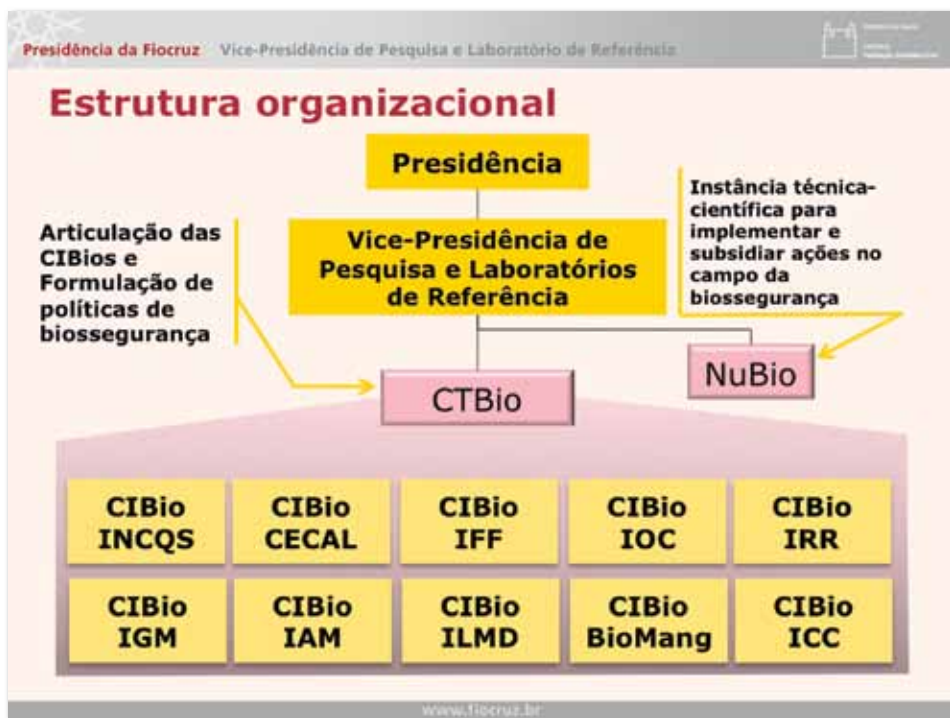 Presidência da Fiocruz Vice-Presidência de Pesquisa e Laboratório de Referência
Estrutura organizacional
Presidência
Vice-Presidência de
Pesquisa e Laboratórios
de Referência
Articulação das
CIBios e
Formulação de
políticas de
biossegurança
Instância técnica-
científica para
implementar e
subsidiar ações no
campo da
biossegurança
CTBio
NuBio
CIBio
INCQS
CIBio
CECAL
CIBio
IFF
CIBio
IOC
CIBio
IRR
CIBio
IGM
CIBio
IAM
CIBio
ILMD
CIBio
BioMang
CIBio
ICC
www.fiocruz.br